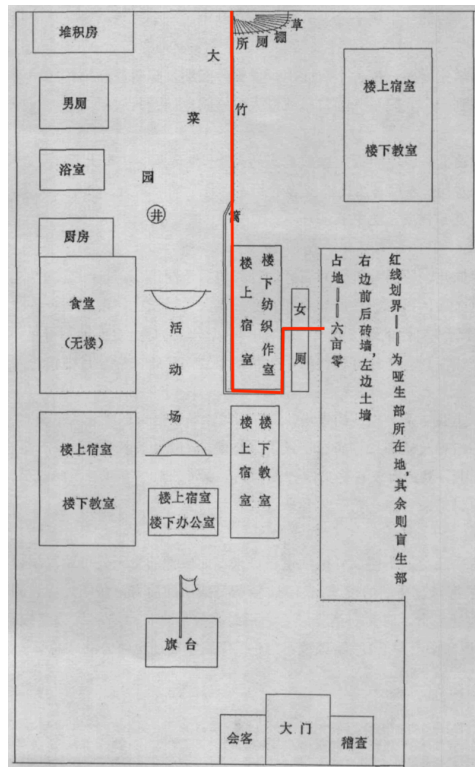 堆积房
草棚厕所
大菜园
竹篱
男厕
楼上宿室
楼下教室
浴室
井
厨房
食堂
（无楼）
活动场
楼下纺织作室
楼上宿室
女厕
红线划界——为哑生部所在地，其余则盲生部
右边前后砖墙，左边土墙
占地——六亩零
楼上宿室
楼下教室
楼下教室
楼上宿室
楼上宿室
楼下办公室
旗台
会客
大门
稽查